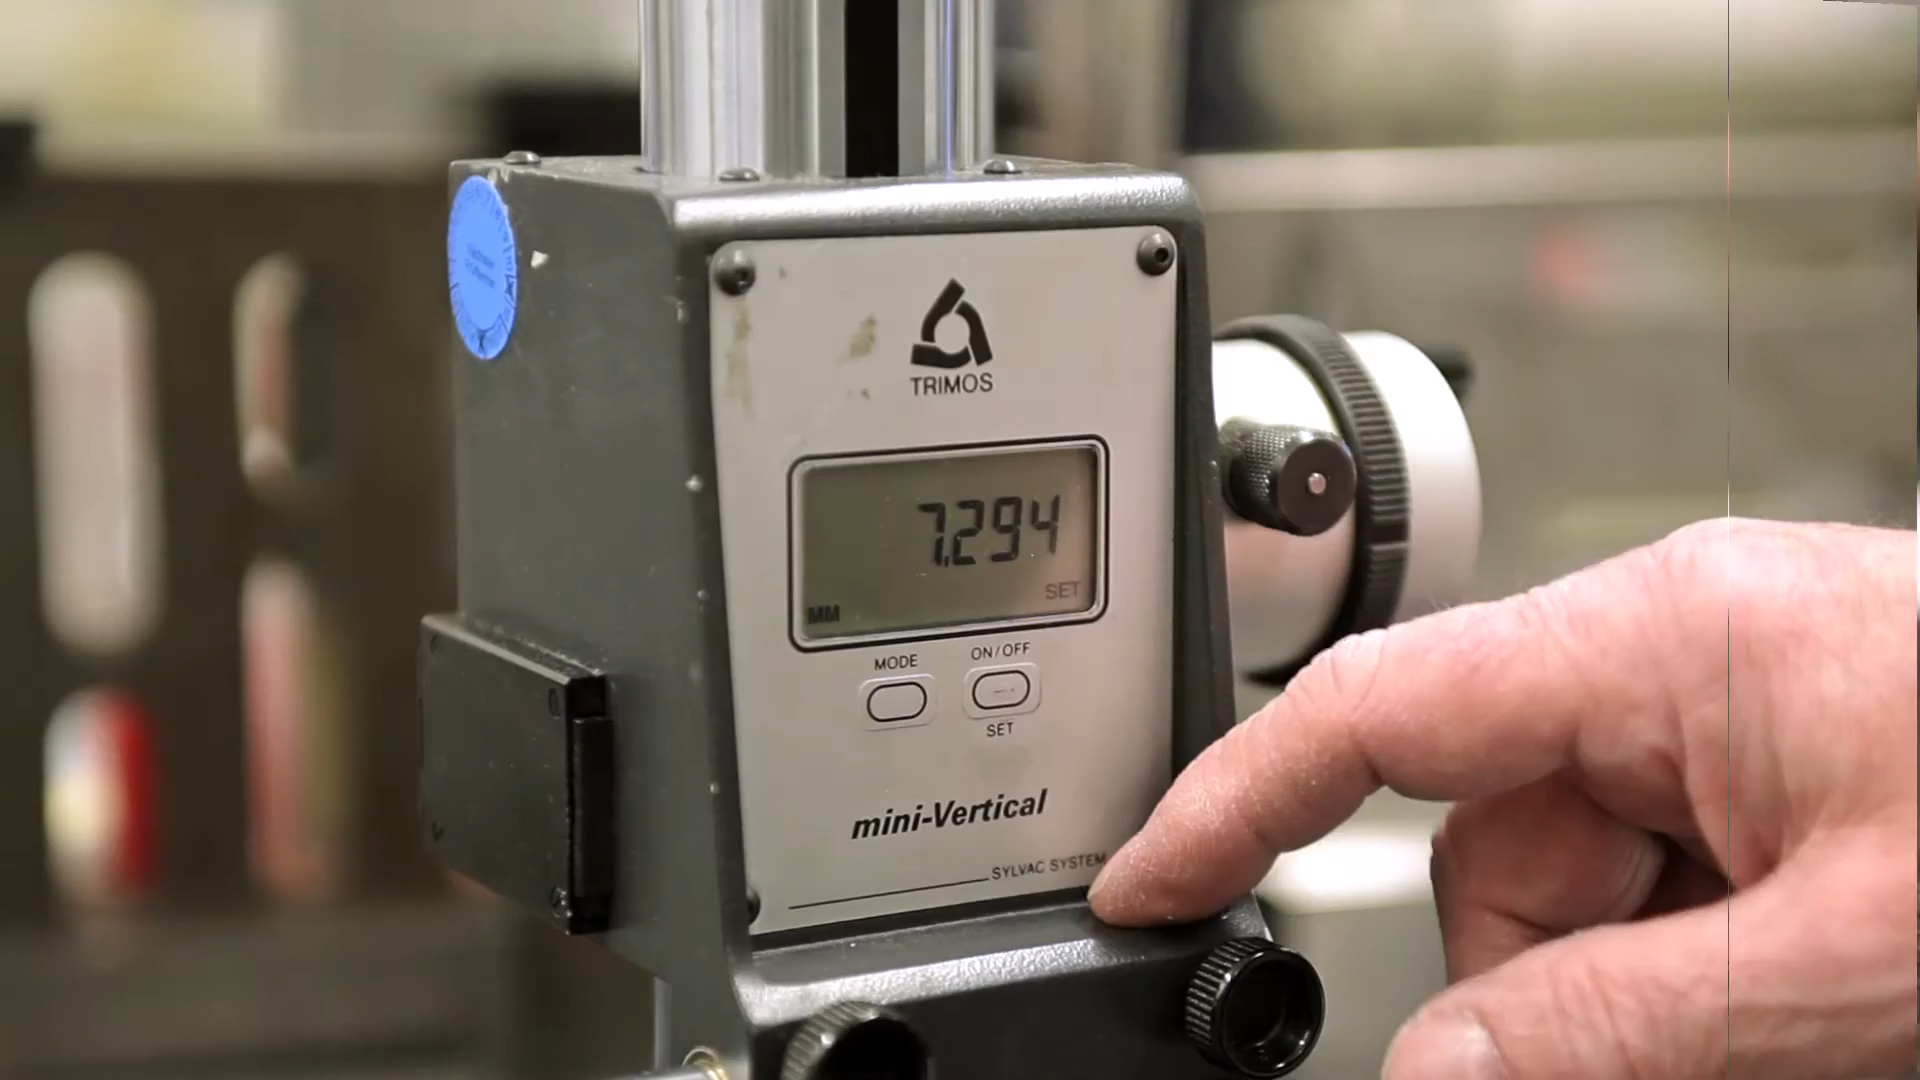 TRIMOS
7.294
SET
MM
MODE
ON/OFF
SET
mini-Vertical
SYLVAC SYSTEM